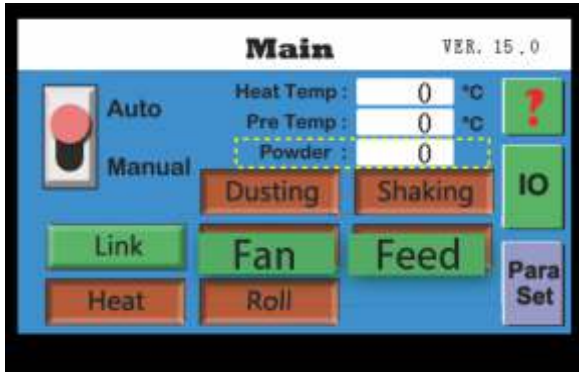 Main VER. 15.0
Auto
Manual
Heat Temp : 0 °C
Pre Temp : 0 °C
Powder : 0
?
IO
Para
Set
Dusting Shaking
Link Fan Feed
Heat Roll